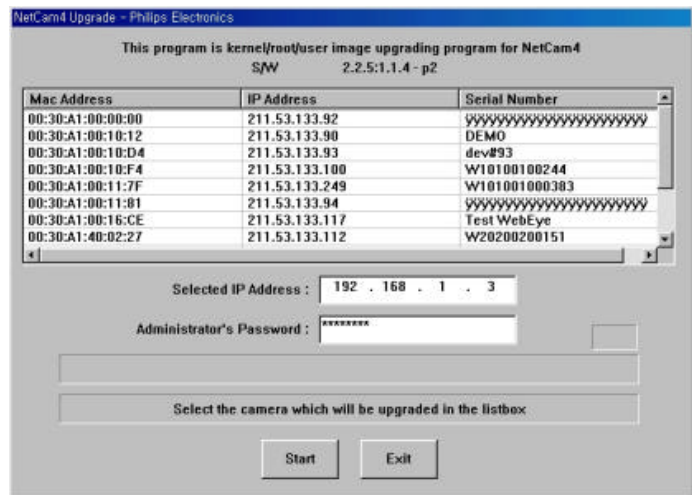 NetCam4 Upgrade - Philips Electronics
This program is kernel/root/user image upgrading program for NetCam4
S/W 2.2.5:1.1.4 - p2
Mac Address IP Address Serial Number
00:30:A1:00:00:00 211.53.133.92 ÿÿÿÿÿÿÿÿÿÿÿÿÿÿÿÿÿÿÿÿÿÿÿÿ
00:30:A1:00:10:12 211.53.133.90 DEMO
00:30:A1:00:10:D4 211.53.133.93 dev#93
00:30:A1:00:10:F4 211.53.133.100 W10100100244
00:30:A1:00:11:7F 211.53.133.249 W101001000383
00:30:A1:00:11:81 211.53.133.94 ÿÿÿÿÿÿÿÿÿÿÿÿÿÿÿÿÿÿÿÿÿÿÿÿ
00:30:A1:00:16:CE 211.53.133.117 Test WebEye
00:30:A1:40:02:27 211.53.133.112 W20200200151
Selected IP Address : 192 . 168 . 1 . 3
Administrator's Password : ********
Select the camera which will be upgraded in the listbox
Start Exit